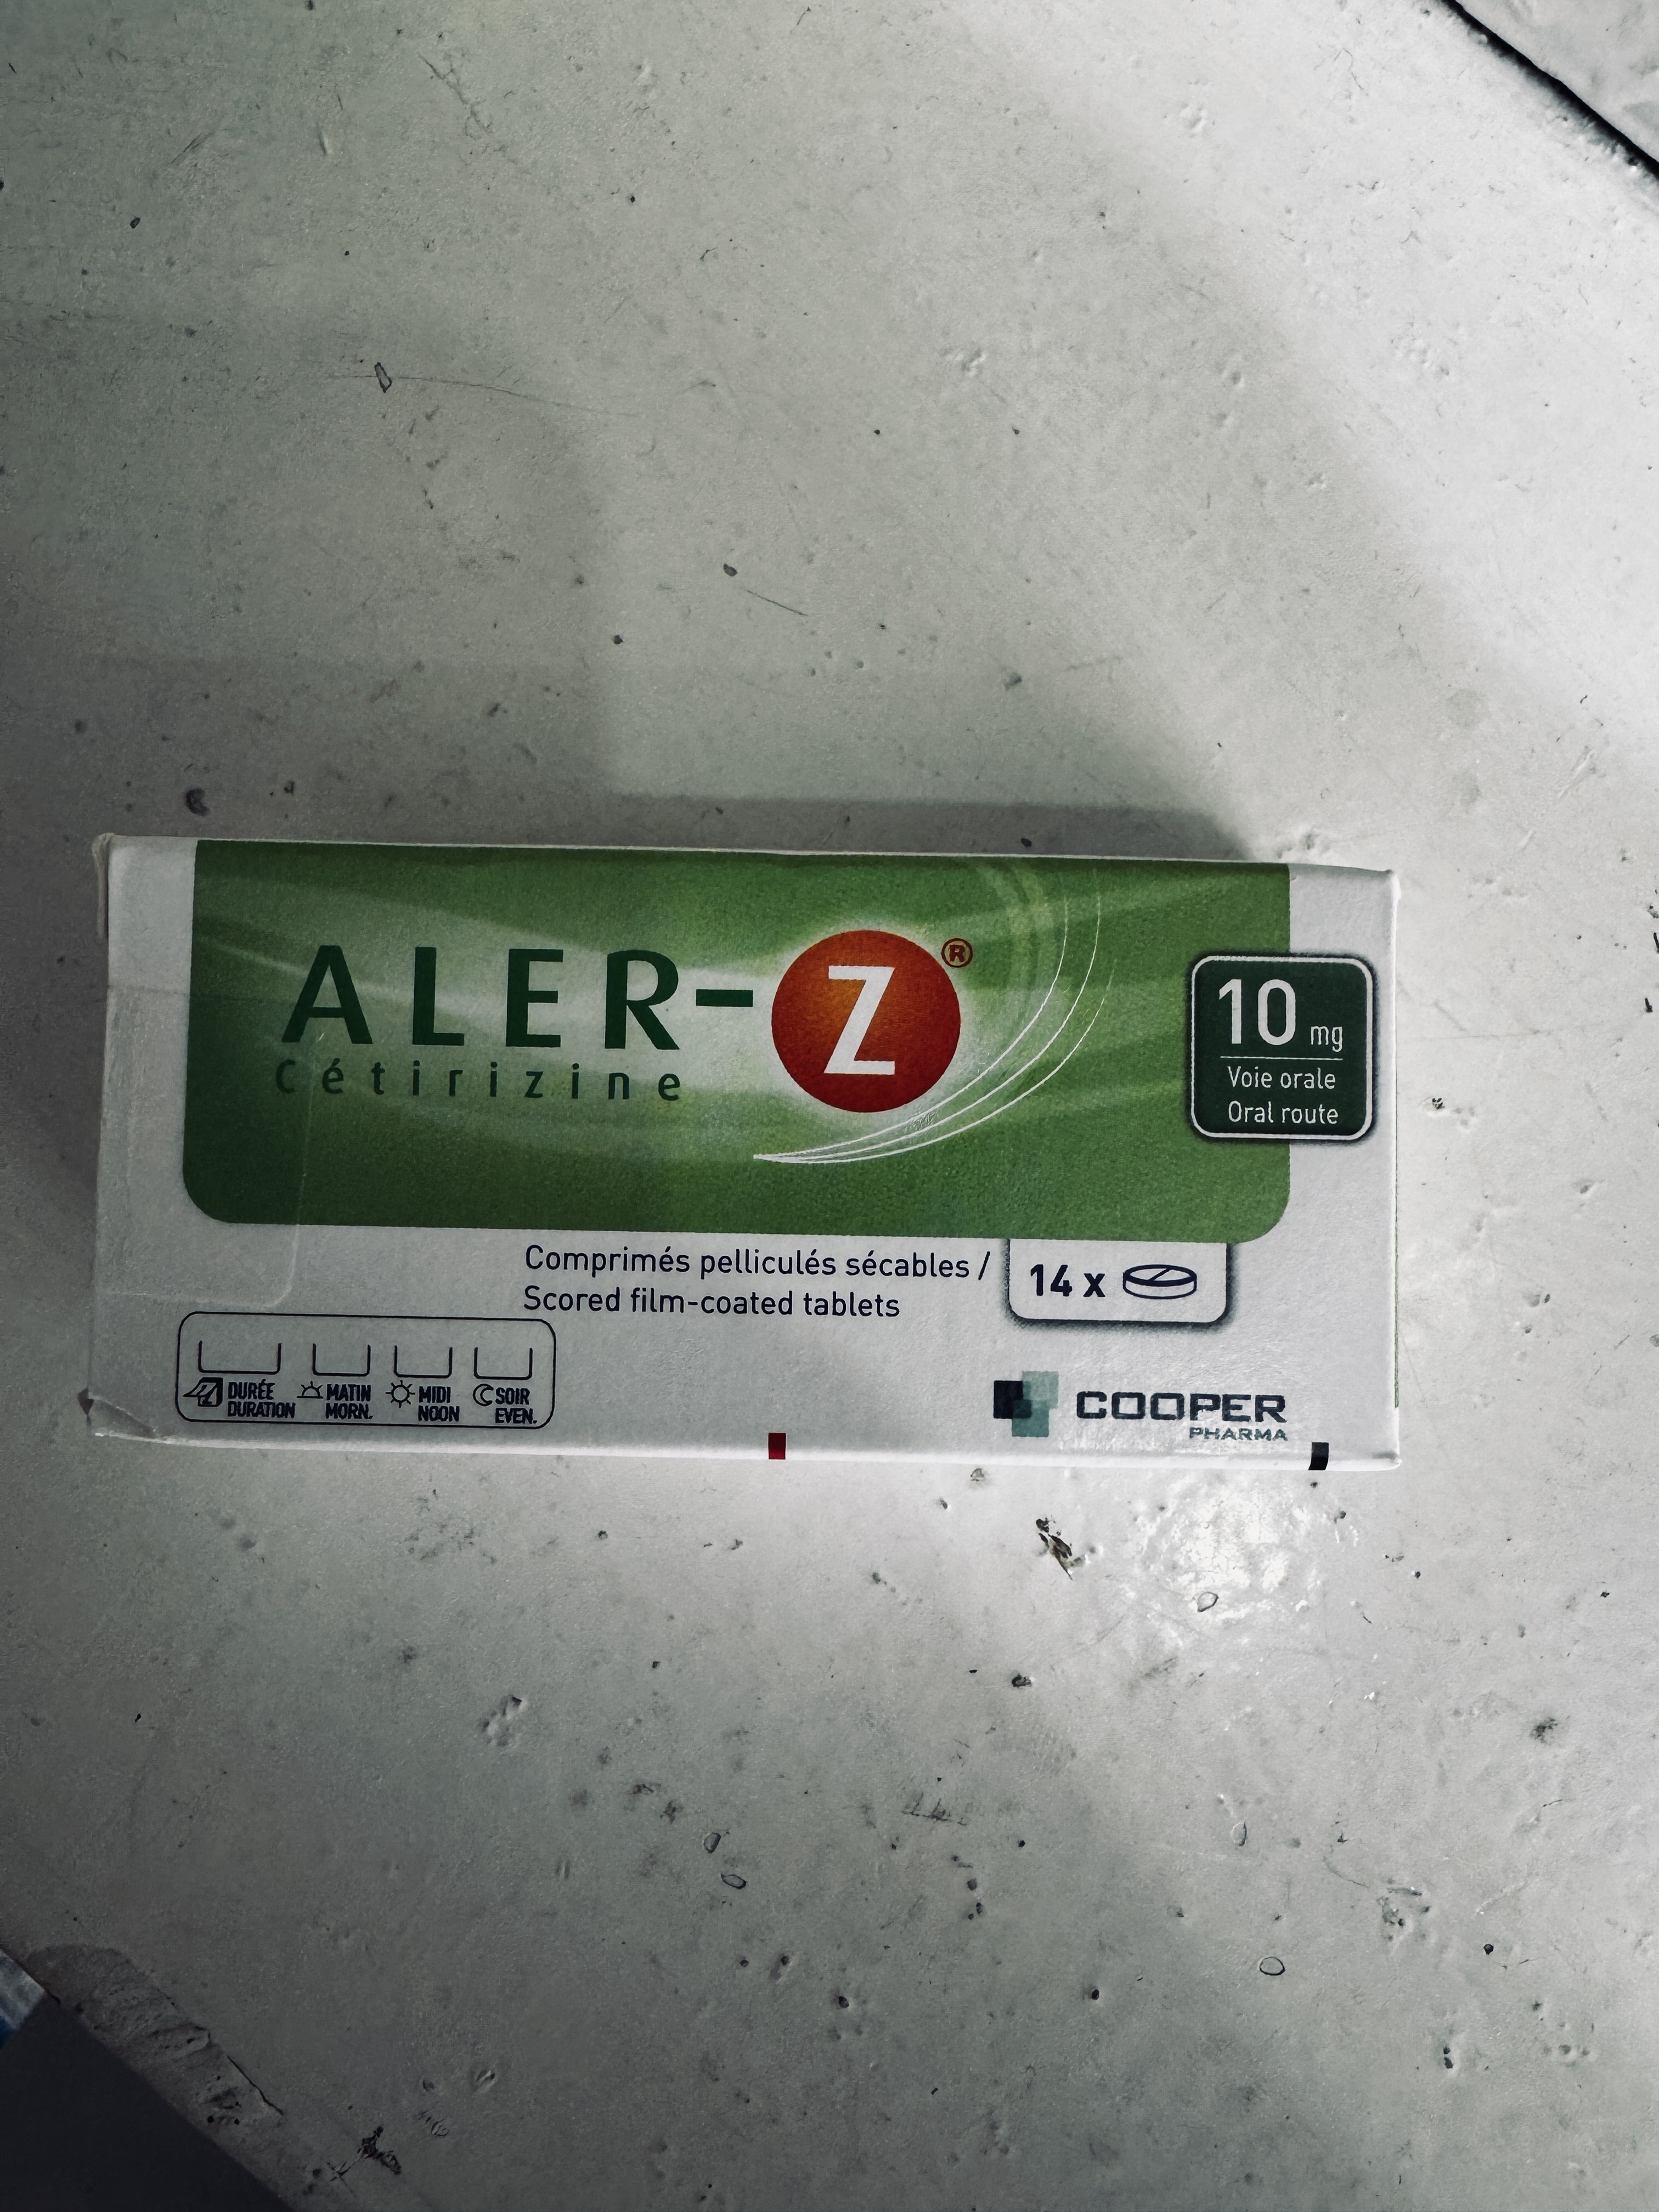 ALER-Z®
Cétirizine
10 mg
Voie orale
Oral route
Comprimés pelliculés sécables /
Scored film-coated tablets
14 x
DURÉE
DURATION
MATIN
MORN.
MIDI
NOON
SOIR
EVEN.
COOPER
PHARMA